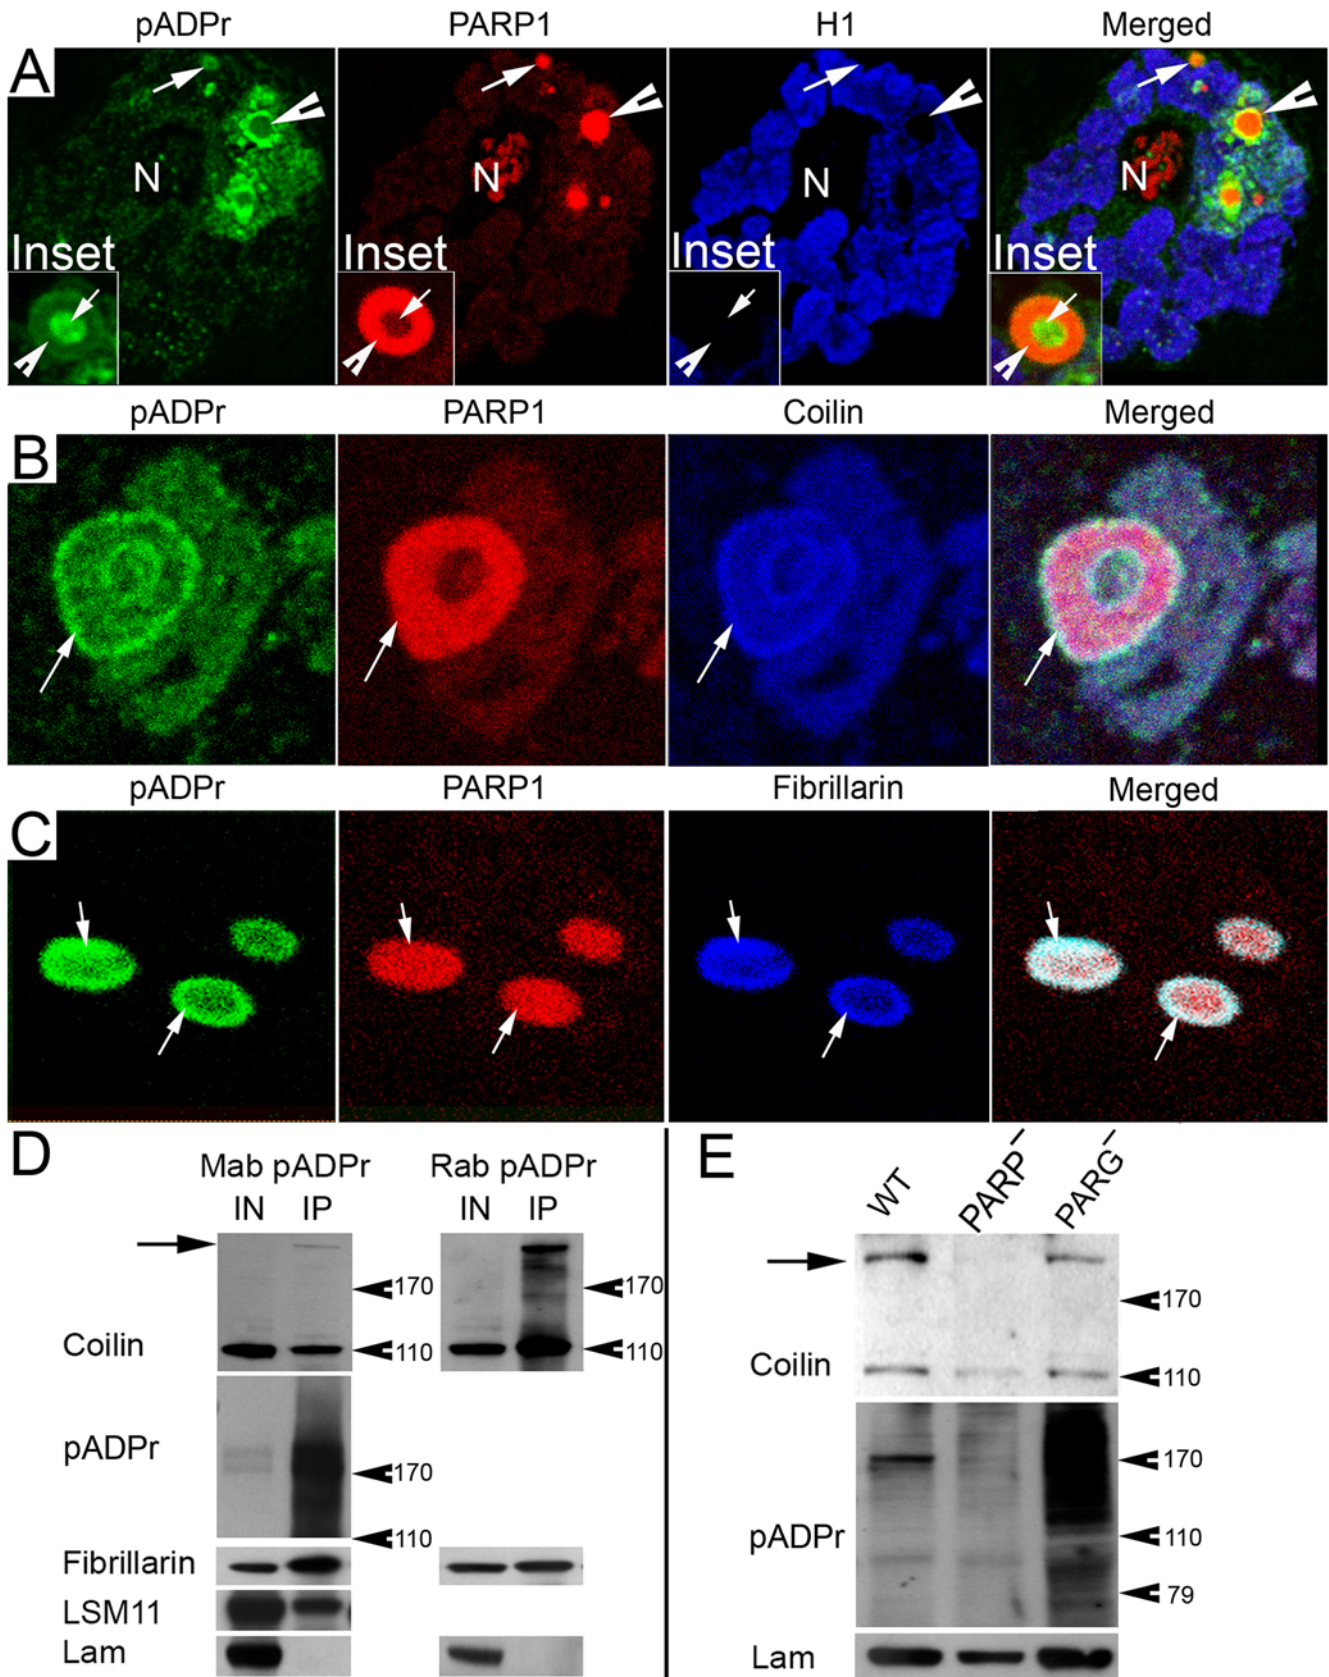 pADPr PARP1 H1 Merged
A
N N N N
Inset Inset Inset Inset
pADPr PARP1 Coilin Merged
B
pADPr PARP1 Fibrillarin Merged
C
D
Mab pADPr Rab pADPr
IN IP IN IP
170 170
Coilin 110 110
pADPr
170
110
Fibrillarin
LSM11
Lam
E
WT PARP– PARG–
170
Coilin 110
170
pADPr 110
79
Lam